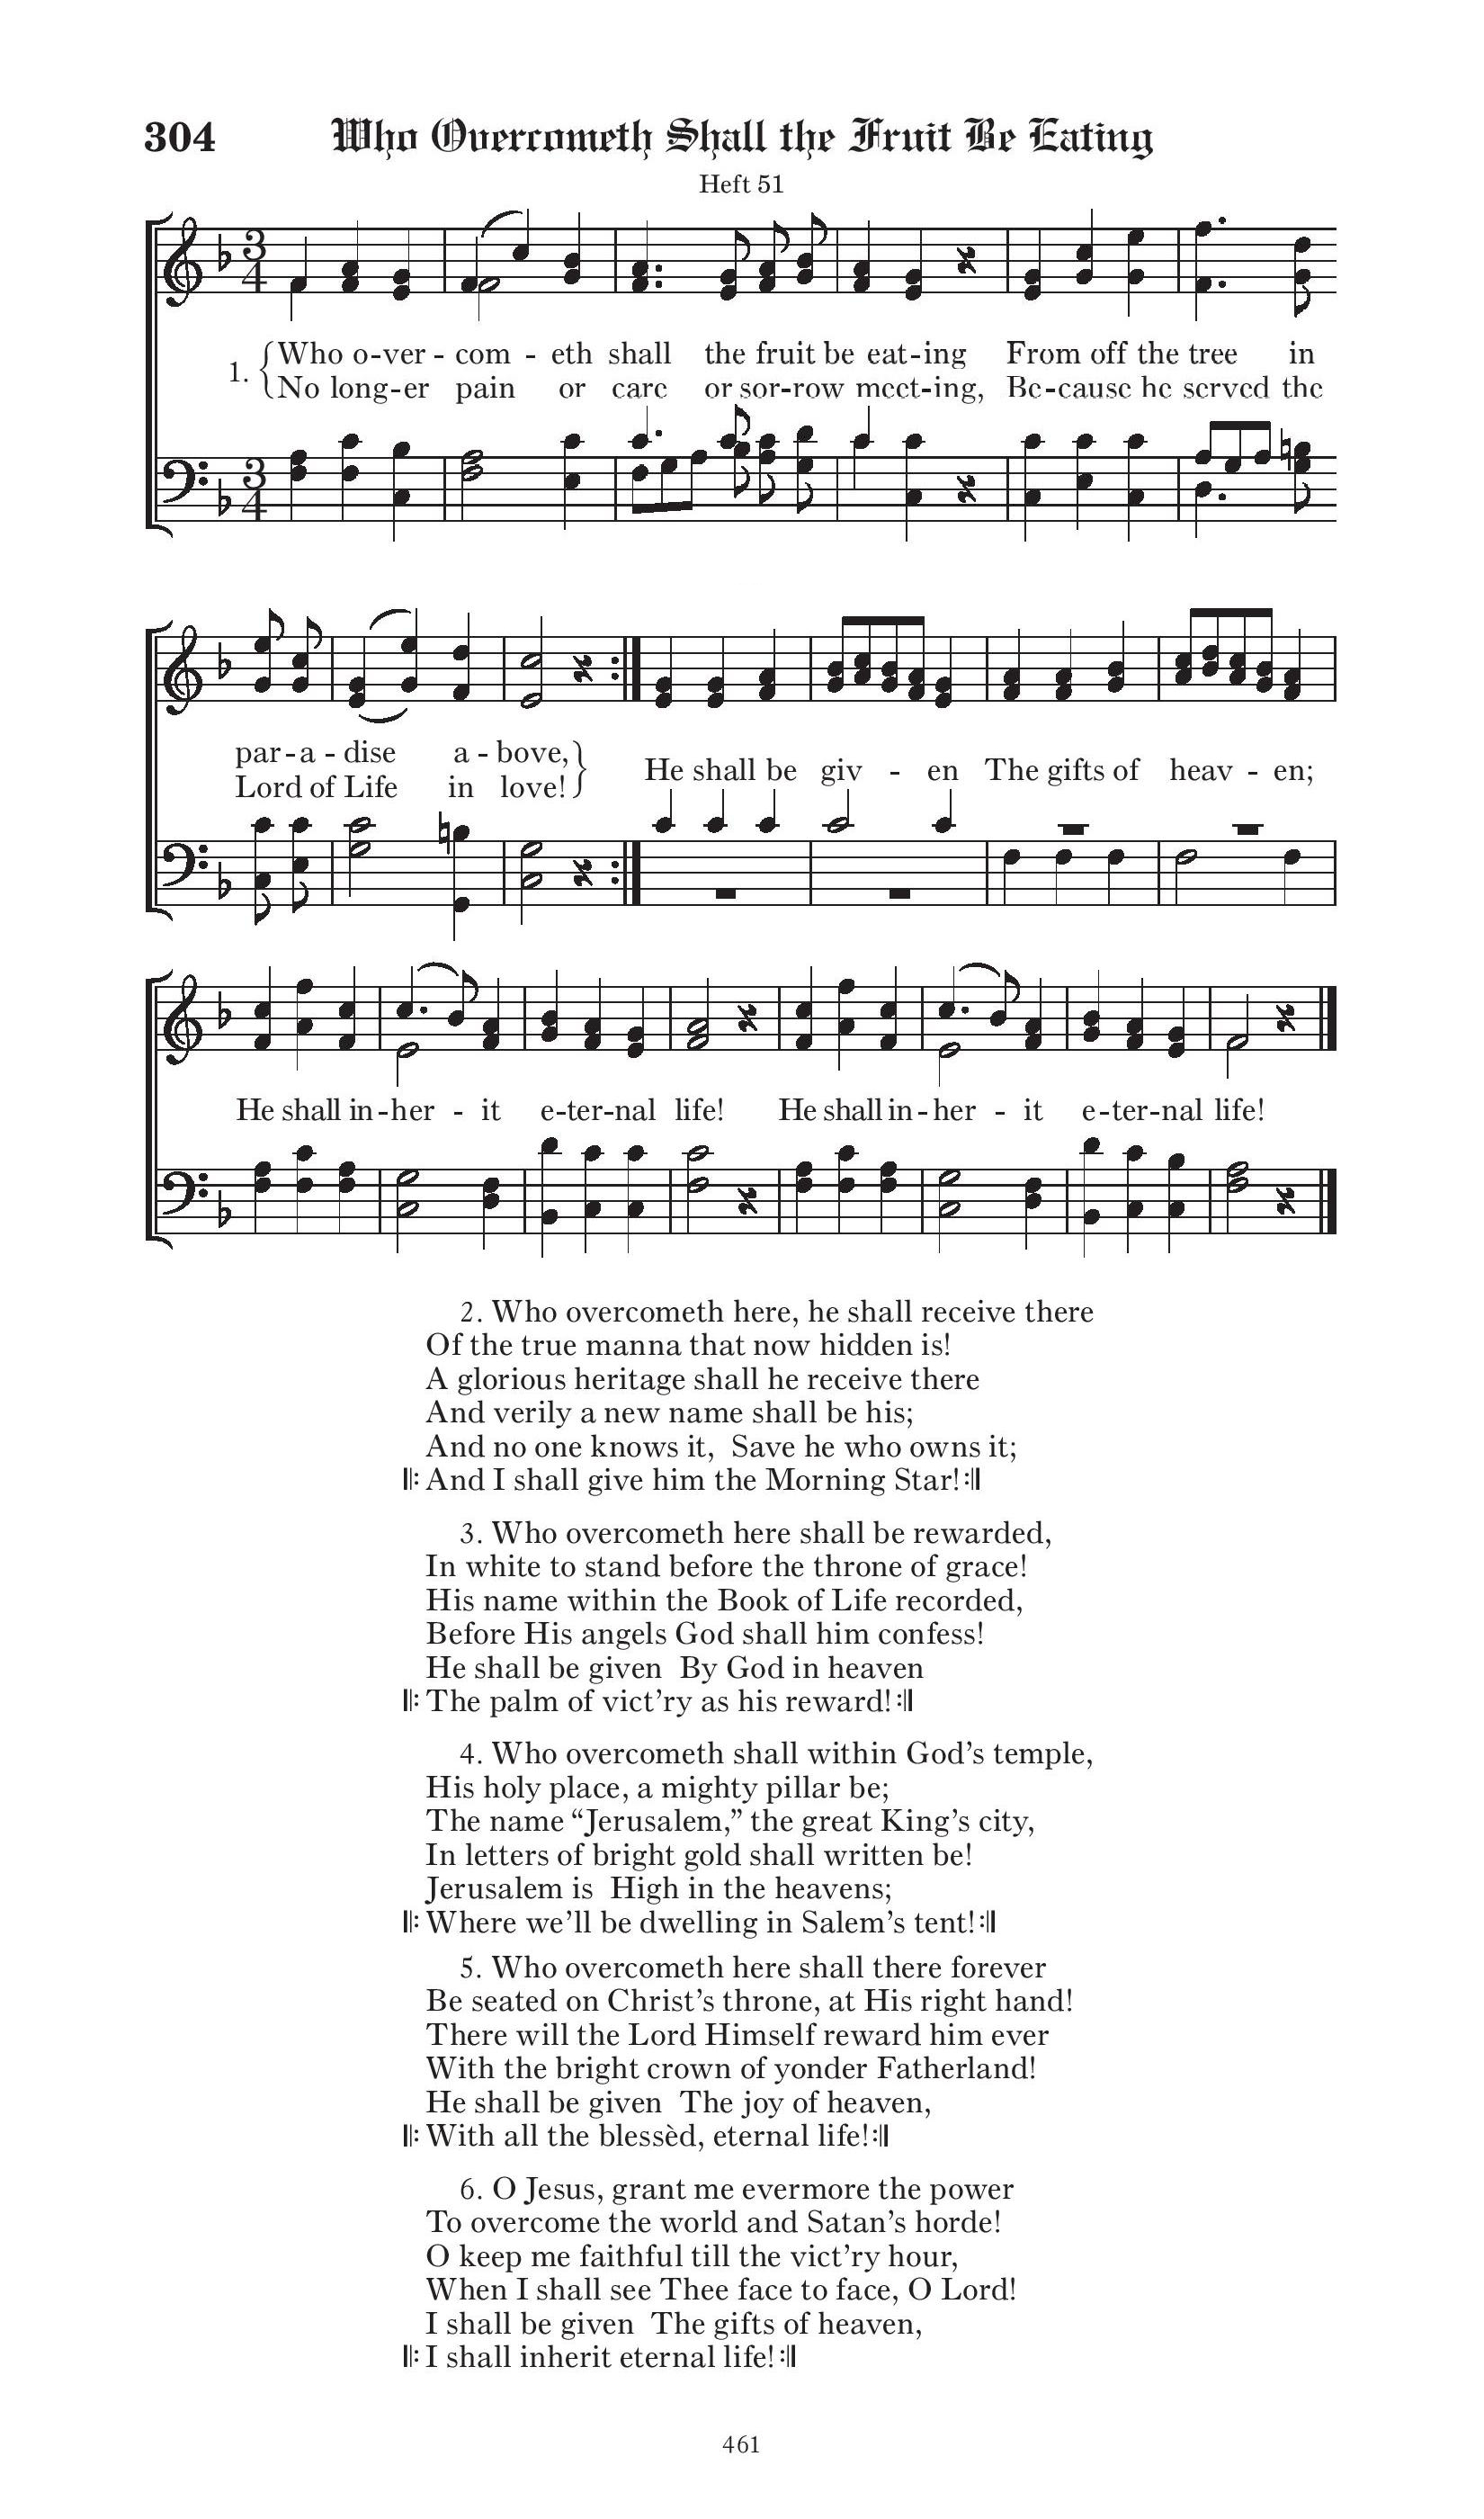 304 Who Overcometh Shall the Fruit Be Eating
Heft 51
1. Who o-ver - com - eth shall the fruit be eat-ing From off the tree in
No long-er pain or care or sor-row meet-ing, Be-cause he served the
par-a - dise a - bove,
Lord of Life in love!
He shall be giv - en The gifts of heav - en;
He shall in-her - it e-ter-nal life! He shall in-her - it e-ter-nal life!
2. Who overcometh here, he shall receive there
Of the true manna that now hidden is!
A glorious heritage shall he receive there
And verily a new name shall be his;
And no one knows it, Save he who owns it;
𝄆 And I shall give him the Morning Star! 𝄇
3. Who overcometh here shall be rewarded,
In white to stand before the throne of grace!
His name within the Book of Life recorded,
Before His angels God shall him confess!
He shall be given By God in heaven
𝄆 The palm of vict’ry as his reward! 𝄇
4. Who overcometh shall within God’s temple,
His holy place, a mighty pillar be;
The name “Jerusalem,” the great King’s city,
In letters of bright gold shall written be!
Jerusalem is High in the heavens;
𝄆 Where we’ll be dwelling in Salem’s tent! 𝄇
5. Who overcometh here shall there forever
Be seated on Christ’s throne, at His right hand!
There will the Lord Himself reward him ever
With the bright crown of yonder Fatherland!
He shall be given The joy of heaven,
𝄆 With all the blessèd, eternal life! 𝄇
6. O Jesus, grant me evermore the power
To overcome the world and Satan’s horde!
O keep me faithful till the vict’ry hour,
When I shall see Thee face to face, O Lord!
I shall be given The gifts of heaven,
𝄆 I shall inherit eternal life! 𝄇
461